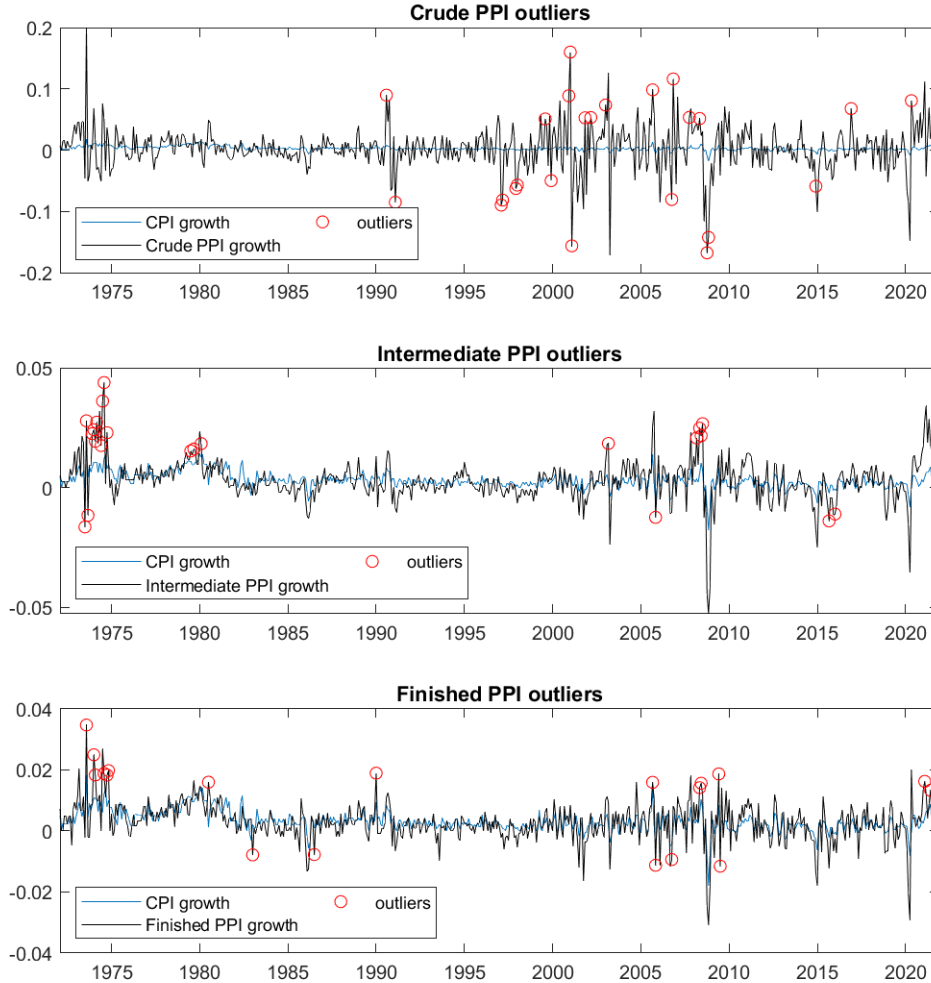 Crude PPI outliers
0.2
0.1
0
-0.1
-0.2
CPI growth
outliers
Crude PPI growth
1975 1980 1985 1990 1995 2000 2005 2010 2015 2020
Intermediate PPI outliers
0.05
0
-0.05
CPI growth
outliers
Intermediate PPI growth
1975 1980 1985 1990 1995 2000 2005 2010 2015 2020
Finished PPI outliers
0.04
0.02
0
-0.02
-0.04
CPI growth
outliers
Finished PPI growth
1975 1980 1985 1990 1995 2000 2005 2010 2015 2020